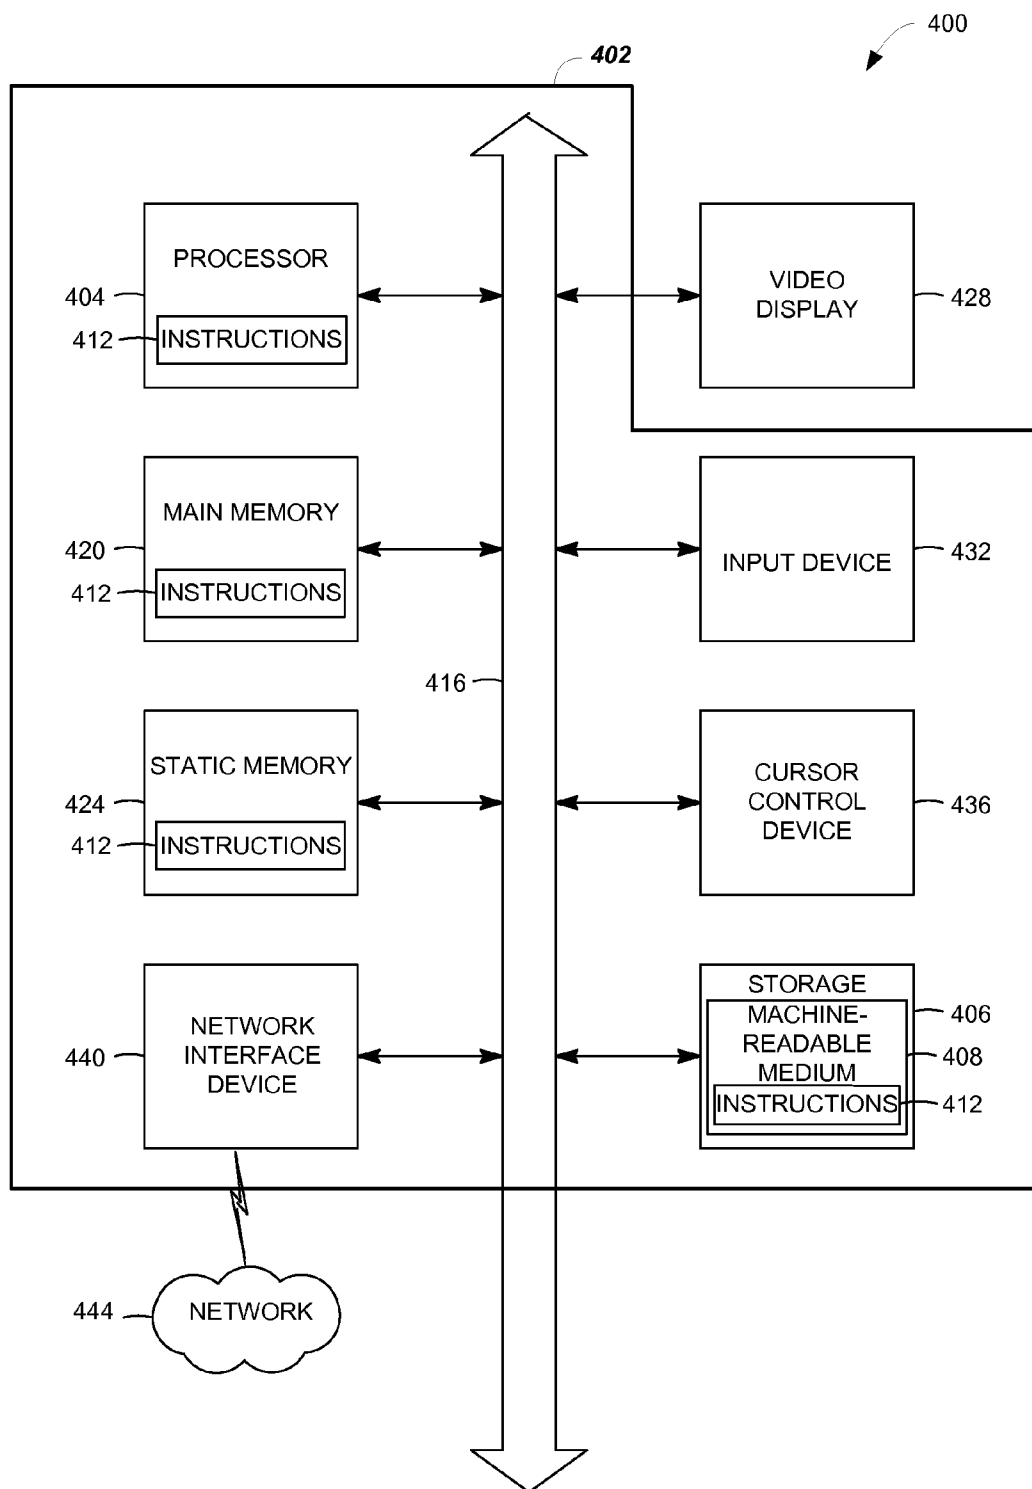 400
402
PROCESSOR
404
412
INSTRUCTIONS
VIDEO
DISPLAY
428
MAIN MEMORY
420
412
INSTRUCTIONS
INPUT DEVICE
432
416
STATIC MEMORY
424
412
INSTRUCTIONS
CURSOR
CONTROL
DEVICE
436
NETWORK
INTERFACE
DEVICE
440
STORAGE
406
MACHINE-
READABLE
MEDIUM
408
INSTRUCTIONS
412
444
NETWORK